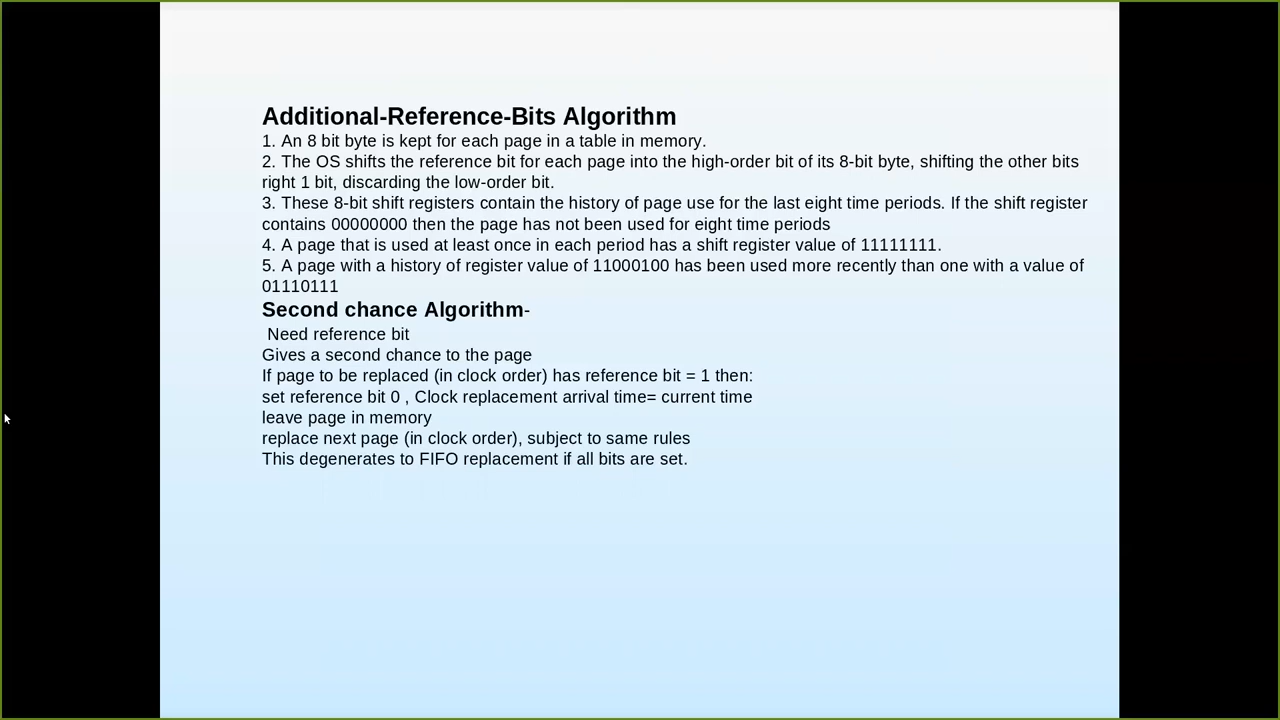 Additional-Reference-Bits Algorithm
1. An 8 bit byte is kept for each page in a table in memory.
2. The OS shifts the reference bit for each page into the high-order bit of its 8-bit byte, shifting the other bits
right 1 bit, discarding the low-order bit.
3. These 8-bit shift registers contain the history of page use for the last eight time periods. If the shift register
contains 00000000 then the page has not been used for eight time periods
4. A page that is used at least once in each period has a shift register value of 11111111.
5. A page with a history of register value of 11000100 has been used more recently than one with a value of
01110111
Second chance Algorithm-
Need reference bit
Gives a second chance to the page
If page to be replaced (in clock order) has reference bit = 1 then:
set reference bit 0 , Clock replacement arrival time= current time
leave page in memory
replace next page (in clock order), subject to same rules
This degenerates to FIFO replacement if all bits are set.